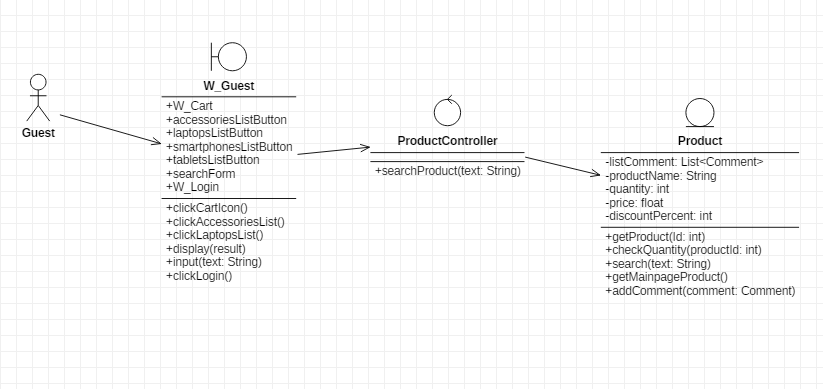 Guest
W_Guest
+W_Cart
+accessoriesListButton
+laptopsListButton
+smartphonesListButton
+tabletsListButton
+searchForm
+W_Login
+clickCartIcon()
+clickAccessoriesList()
+clickLaptopsList()
+display(result)
+input(text: String)
+clickLogin()
ProductController
+searchProduct(text: String)
Product
-listComment: List<Comment>
-productName: String
-quantity: int
-price: float
-discountPercent: int
+getProduct(Id: int)
+checkQuantity(productId: int)
+search(text: String)
+getMainpageProduct()
+addComment(comment: Comment)